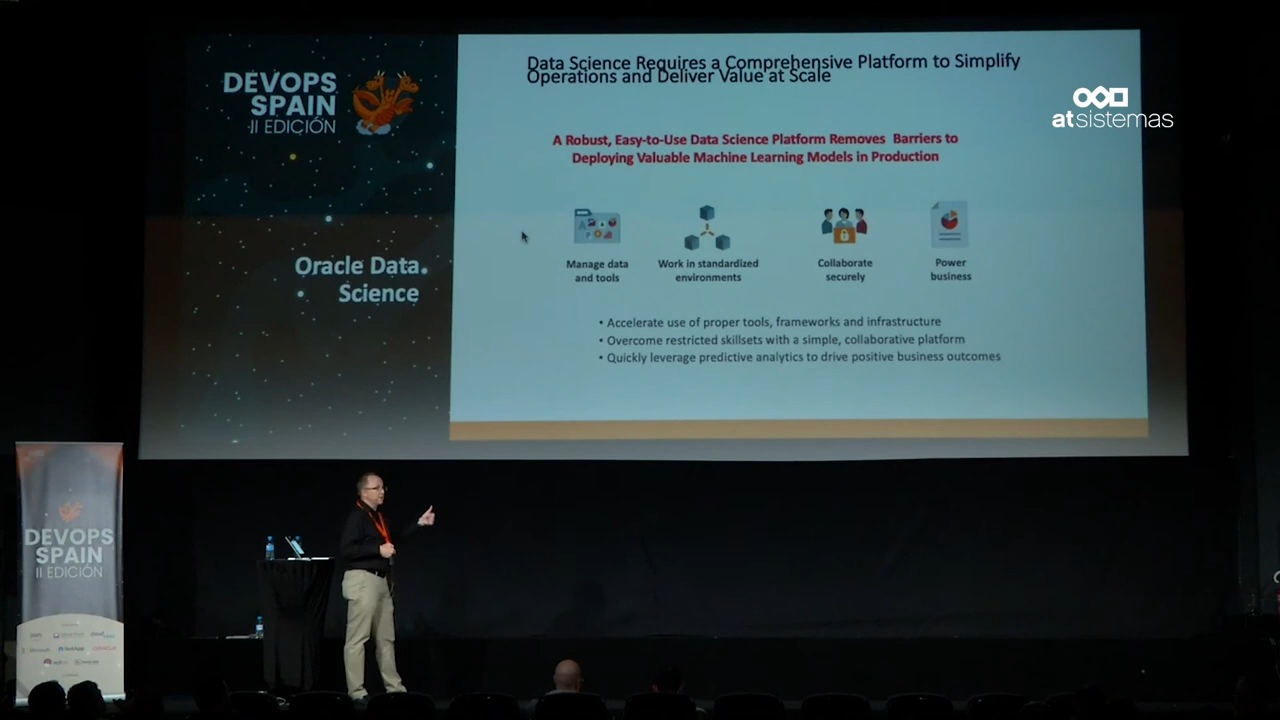 DEVOPS
SPAIN
II EDICIÓN
Oracle Data
Science
Data Science Requires a Comprehensive Platform to Simplify
Operations and Deliver Value at Scale
atsistemas
A Robust, Easy-to-Use Data Science Platform Removes Barriers to
Deploying Valuable Machine Learning Models in Production
Manage data
and tools
Work in standardized
environments
Collaborate
securely
Power
business
• Accelerate use of proper tools, frameworks and infrastructure
• Overcome restricted skillsets with a simple, collaborative platform
• Quickly leverage predictive analytics to drive positive business outcomes
DEVOPS
SPAIN
II EDICIÓN
Microsoft
NetApp
ORACLE